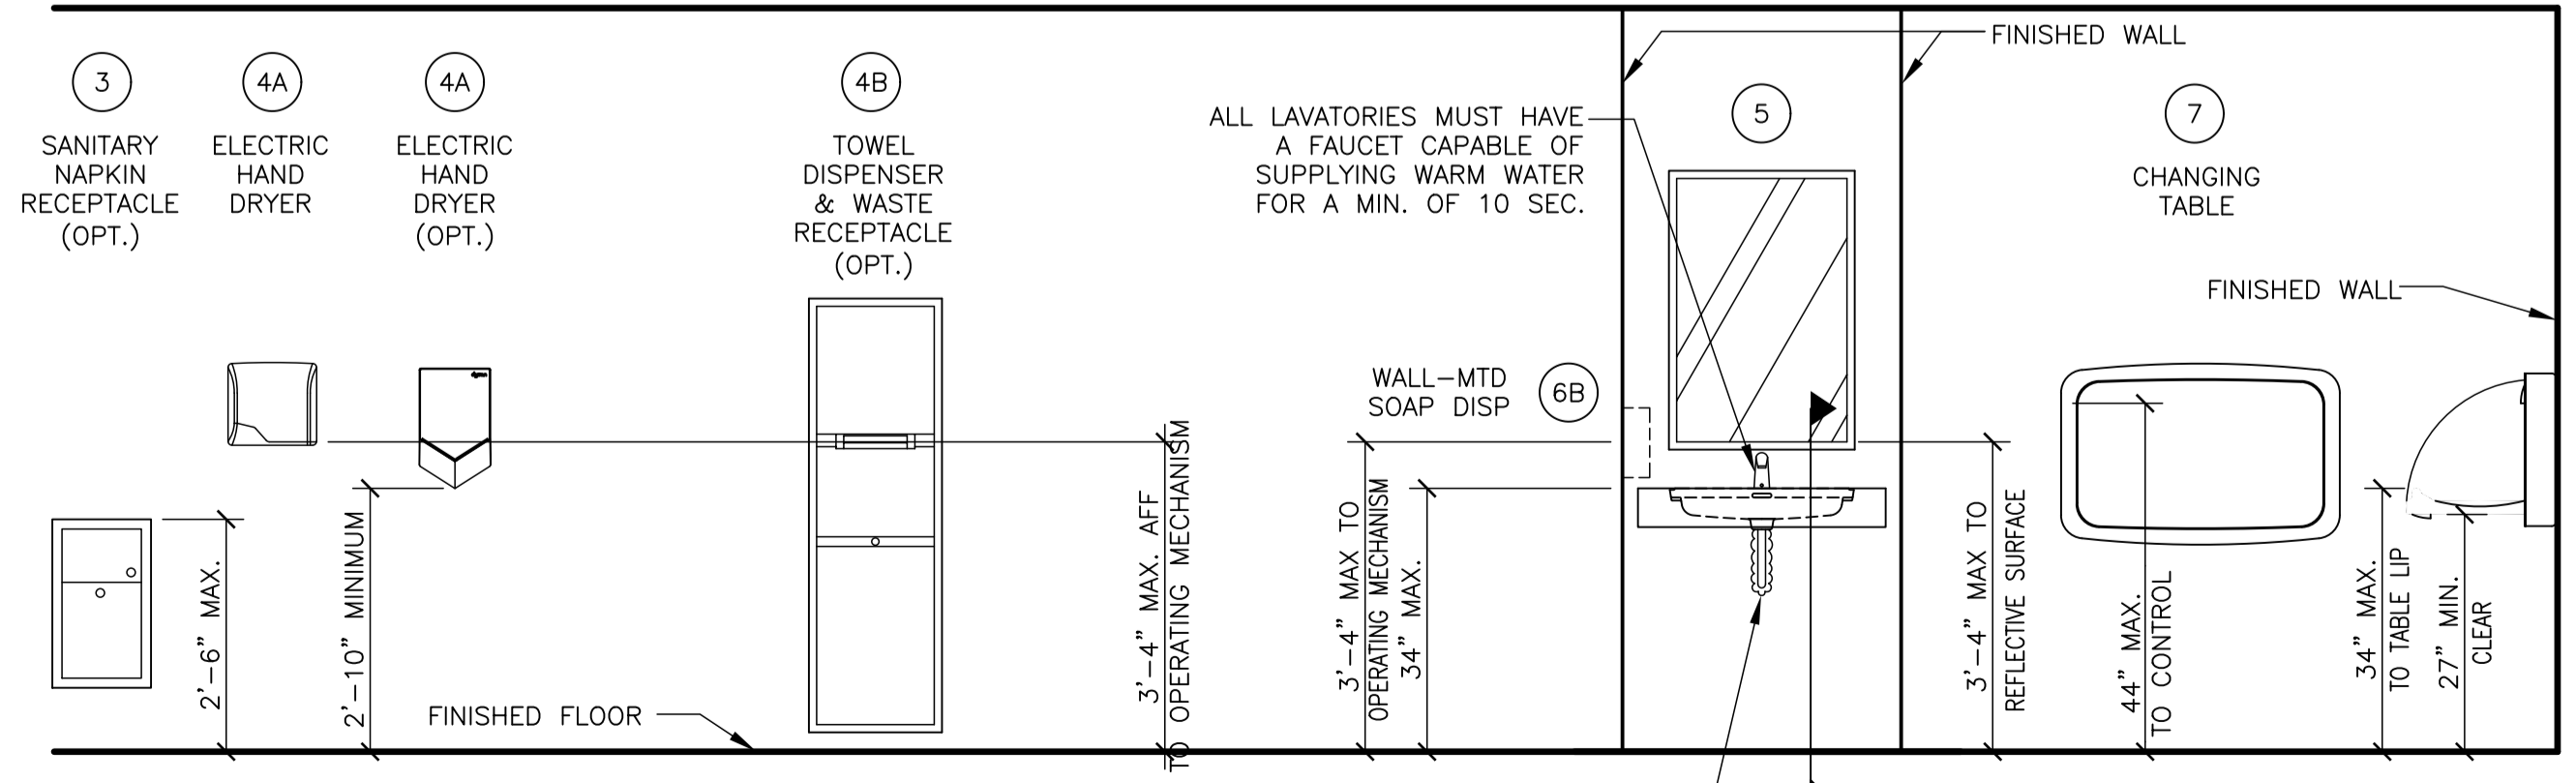 3
SANITARY
NAPKIN
RECEPTACLE
(OPT.)
4A
ELECTRIC
HAND
DRYER
4A
ELECTRIC
HAND
DRYER
(OPT.)
4B
TOWEL
DISPENSER
& WASTE
RECEPTACLE
(OPT.)
ALL LAVATORIES MUST HAVE
A FAUCET CAPABLE OF
SUPPLYING WARM WATER
FOR A MIN. OF 10 SEC.
5
FINISHED WALL
7
CHANGING
TABLE
FINISHED WALL
WALL-MTD
SOAP DISP
6B
dyson
2'-6" MAX.
2'-10" MINIMUM
FINISHED FLOOR
3'-4" MAX. AFF
TO OPERATING MECHANISM
3'-4" MAX TO
OPERATING MECHANISM
34" MAX.
3'-4" MAX TO
REFLECTIVE SURFACE
44" MAX.
TO CONTROL
34" MAX.
TO TABLE LIP
27" MIN.
CLEAR